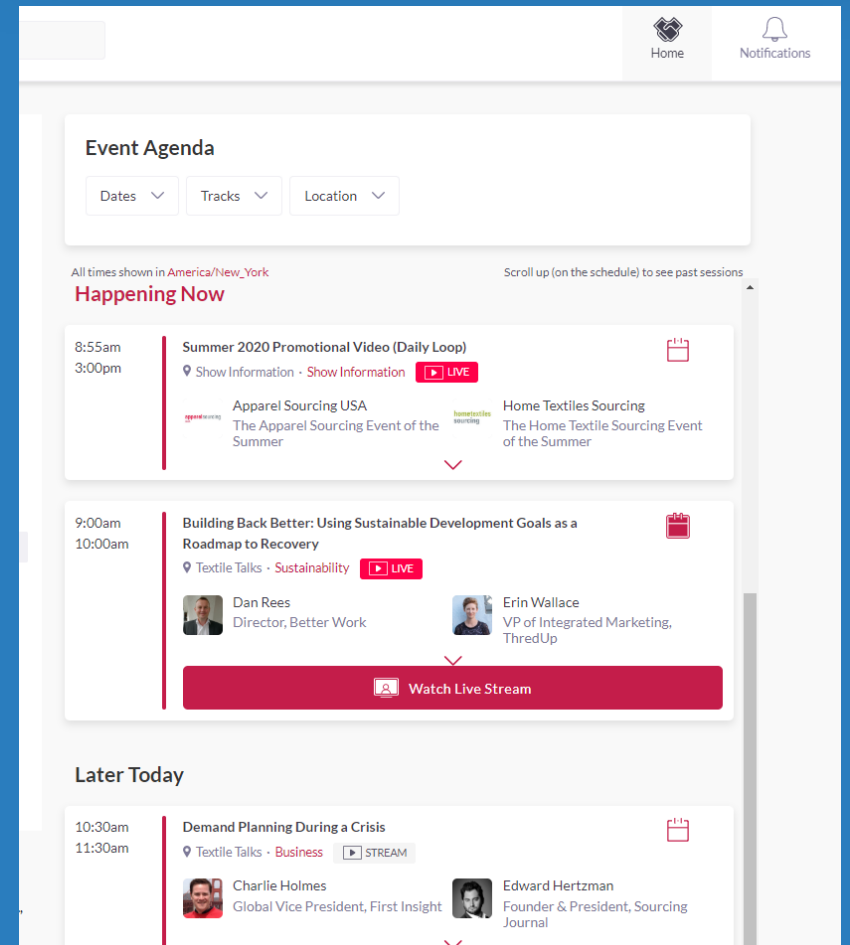 Home
Notifications
Event Agenda
Dates
Tracks
Location
All times shown in America/New_York
Scroll up (on the schedule) to see past sessions
Happening Now
8:55am
3:00pm
Summer 2020 Promotional Video (Daily Loop)
Show Information · Show Information LIVE
apparelsourcing
Apparel Sourcing USA
The Apparel Sourcing Event of the
Summer
hometextiles
sourcing
Home Textiles Sourcing
The Home Textile Sourcing Event
of the Summer
9:00am
10:00am
Building Back Better: Using Sustainable Development Goals as a
Roadmap to Recovery
Textile Talks · Sustainability LIVE
Dan Rees
Director, Better Work
Erin Wallace
VP of Integrated Marketing,
ThredUp
Watch Live Stream
Later Today
10:30am
11:30am
Demand Planning During a Crisis
Textile Talks · Business STREAM
Charlie Holmes
Global Vice President, First Insight
Edward Hertzman
Founder & President, Sourcing
Journal